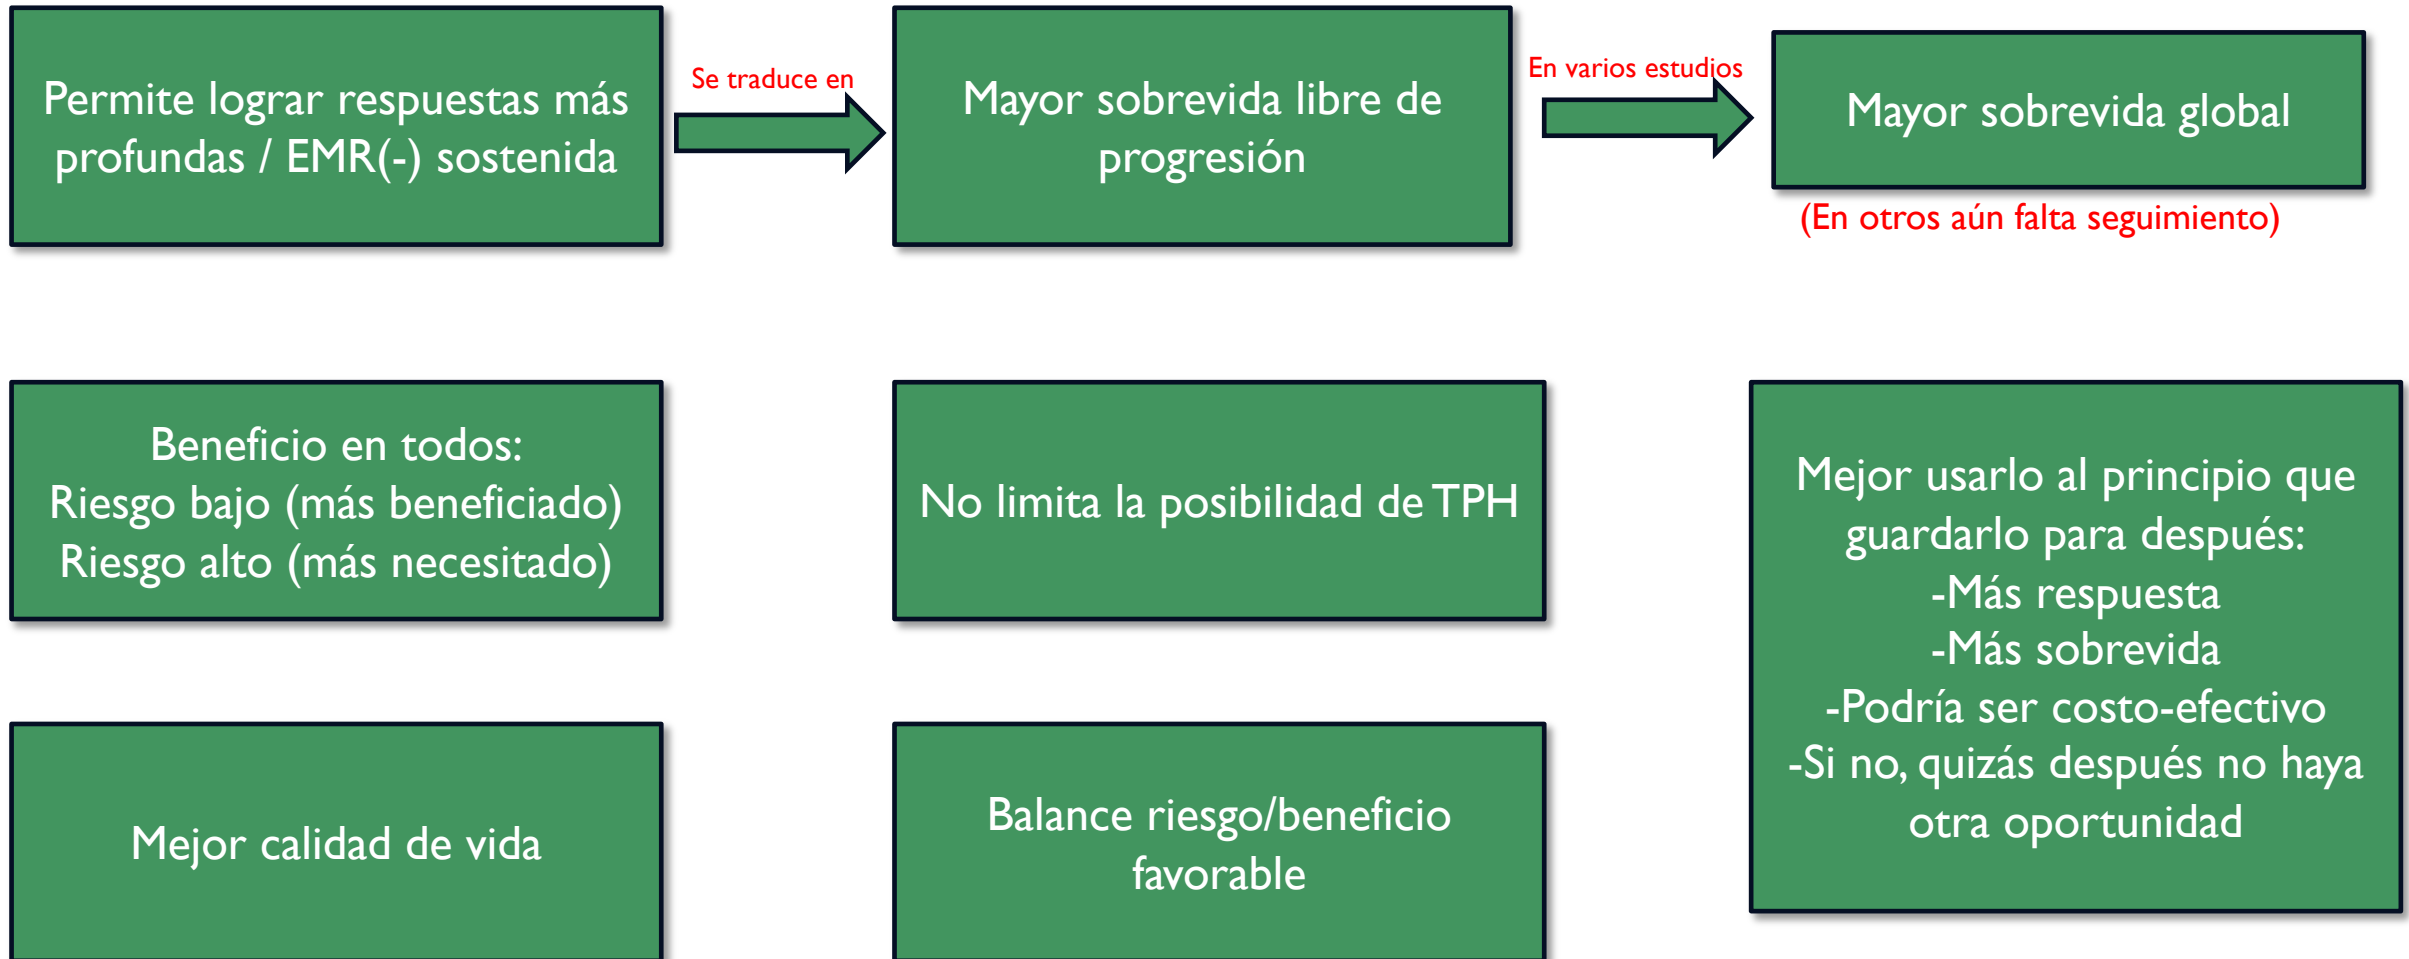 Permite lograr respuestas más
profundas / EMR(-) sostenida
Se traduce en
Mayor sobrevida libre de
progresión
En varios estudios
Mayor sobrevida global
(En otros aún falta seguimiento)
Beneficio en todos:
Riesgo bajo (más beneficiado)
Riesgo alto (más necesitado)
No limita la posibilidad de TPH
Mejor usarlo al principio que
guardarlo para después:
-Más respuesta
-Más sobrevida
-Podría ser costo-efectivo
-Si no, quizás después no haya
otra oportunidad
Mejor calidad de vida
Balance riesgo/beneficio
favorable